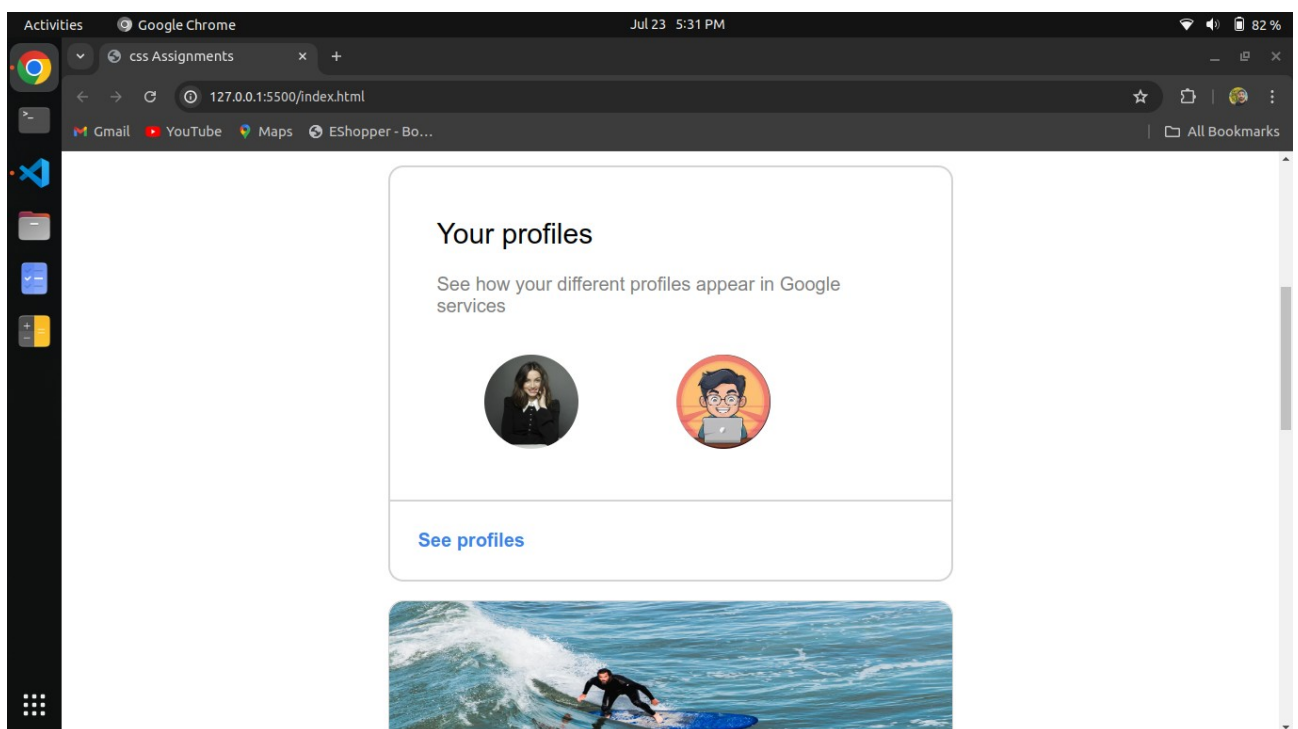 Activities Google Chrome Jul 23 5:31 PM 82 %
css Assignments
127.0.0.1:5500/index.html
Gmail YouTube Maps EShopper - Bo... All Bookmarks
Your profiles
See how your different profiles appear in Google
services
See profiles